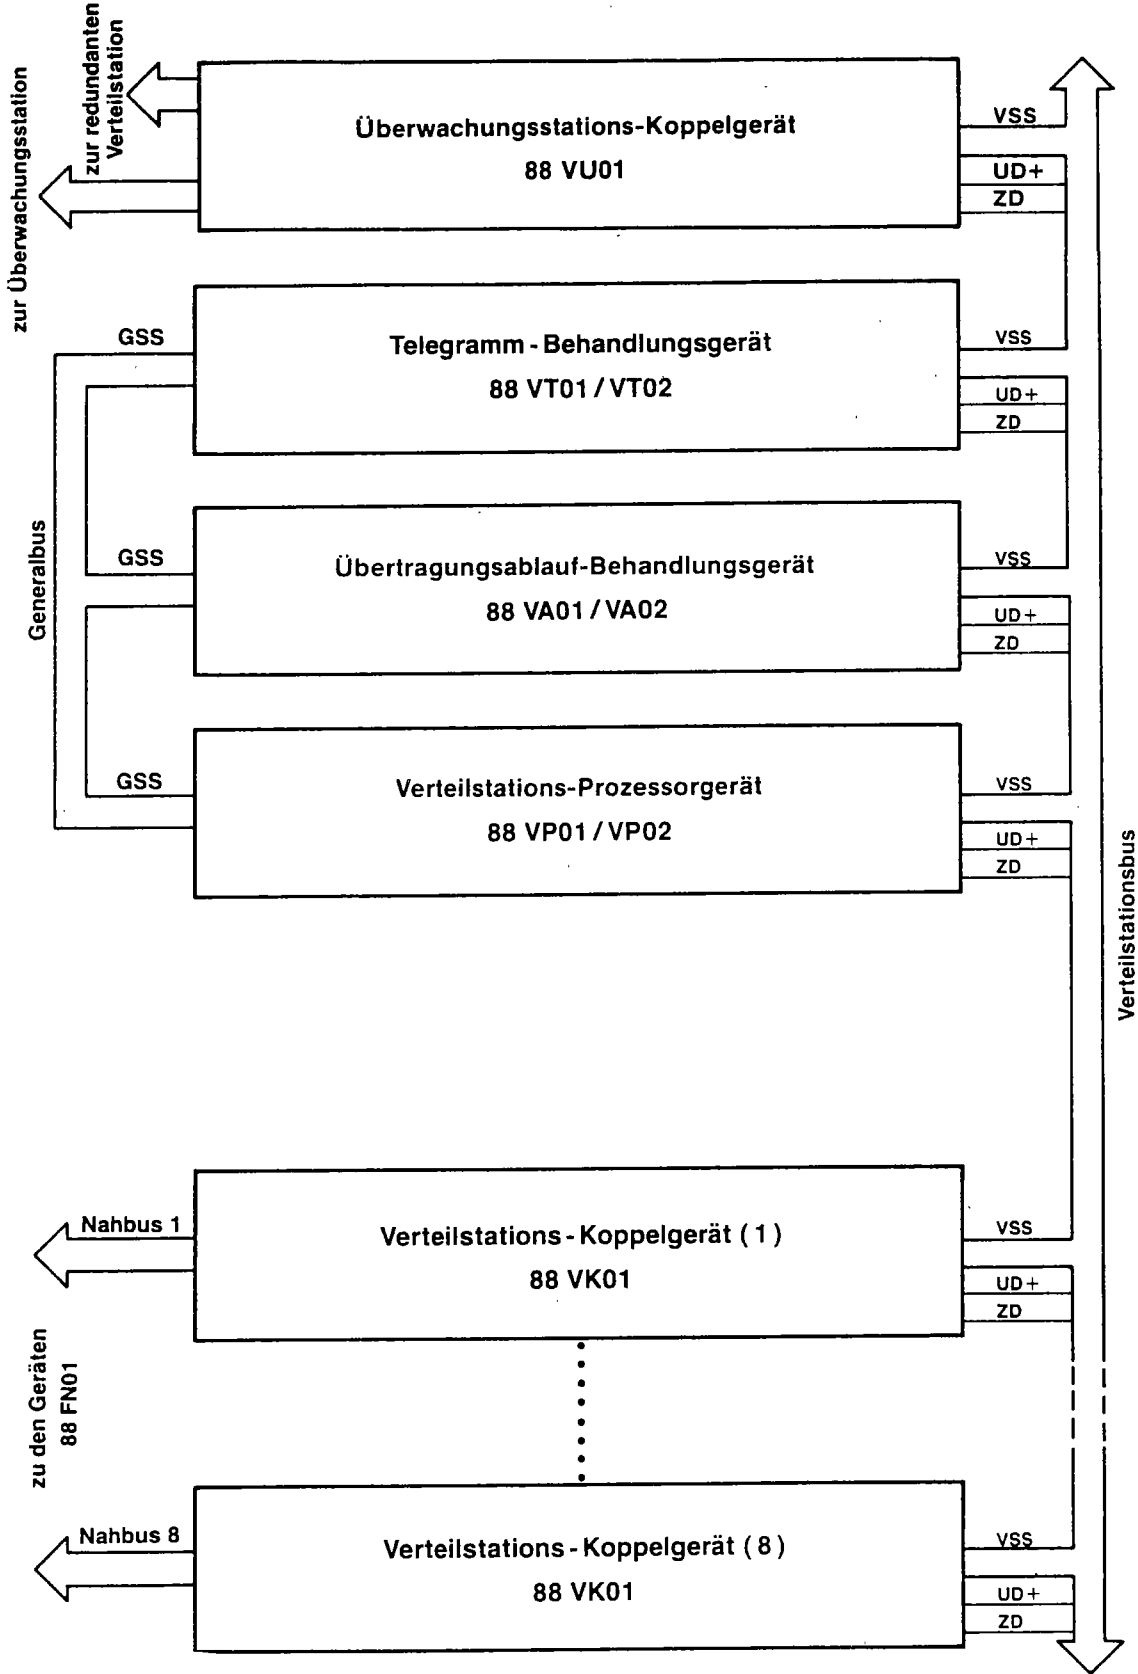 zur redundanten
Verteilstation
zur Überwachungsstation
Überwachungsstations-Koppelgerät
88 VU01
VSS
UD+
ZD
GSS
Telegramm - Behandlungsgerät
88 VT01 / VT02
VSS
UD+
ZD
Generalbus
GSS
Übertragungsablauf-Behandlungsgerät
88 VA01 / VA02
VSS
UD+
ZD
GSS
Verteilstations-Prozessorgerät
88 VP01 / VP02
VSS
UD+
ZD
Verteilstationsbus
Nahbus 1
Verteilstations - Koppelgerät ( 1 )
88 VK01
VSS
UD+
ZD
zu den Geräten
88 FN01
Nahbus 8
Verteilstations - Koppelgerät ( 8 )
88 VK01
VSS
UD+
ZD